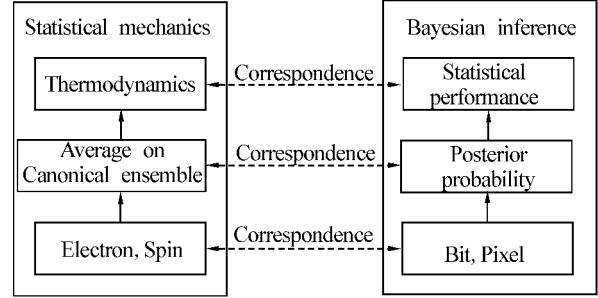 Statistical mechanics
Bayesian inference
Thermodynamics
Correspondence
Statistical
performance
Average on
Canonical ensemble
Correspondence
Posterior
probability
Electron, Spin
Correspondence
Bit, Pixel